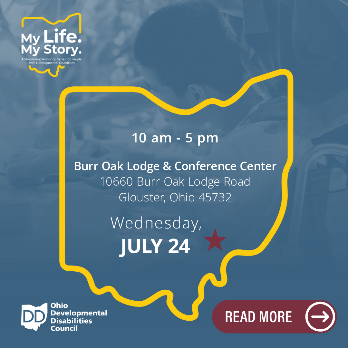 My Life.
My Story.
10 am - 5 pm
Burr Oak Lodge & Conference Center
10660 Burr Oak Lodge Road
Glouster, Ohio 45732
Wednesday,
JULY 24
DD
Ohio
Developmental
Disabilities
Council
READ MORE